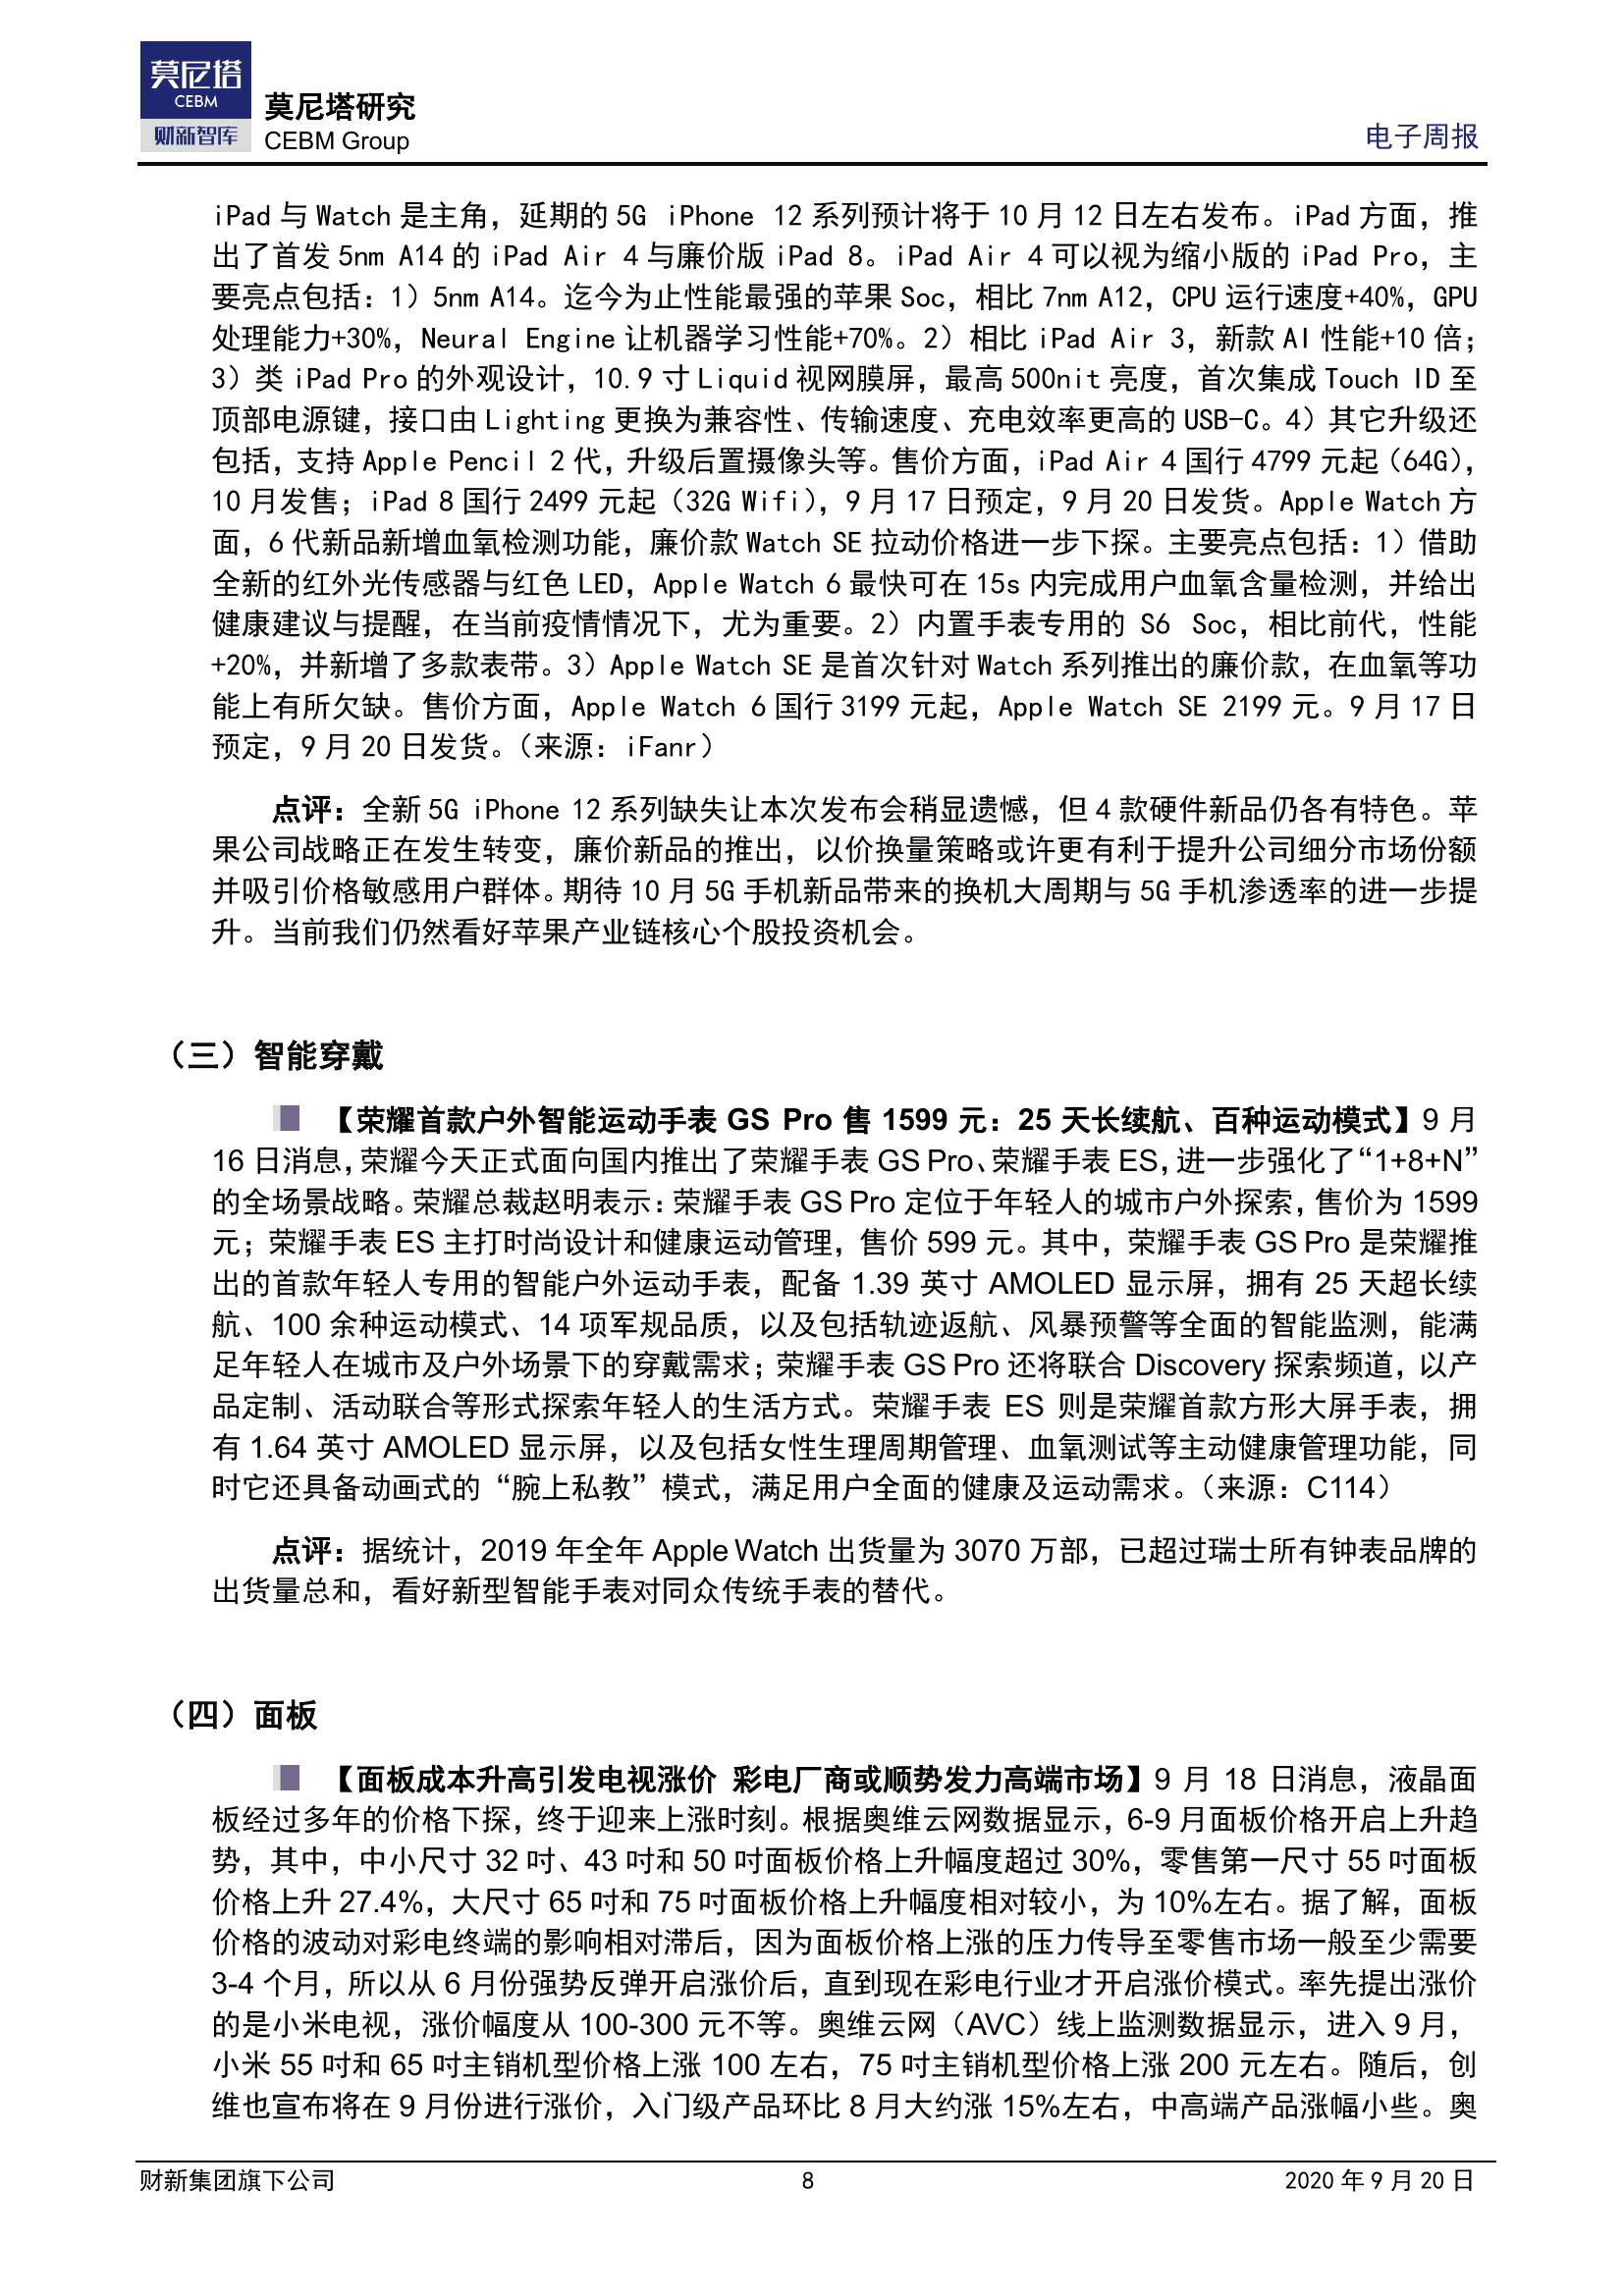 莫尼塔
CEBM
财新智库
莫尼塔研究
CEBM Group
电子周报
iPad 与 Watch 是主角，延期的 5G iPhone 12 系列预计将于 10 月 12 日左右发布。iPad 方面，推
出了首发 5nm A14 的 iPad Air 4 与廉价版 iPad 8。iPad Air 4 可以视为缩小版的 iPad Pro，主
要亮点包括：1）5nm A14。迄今为止性能最强的苹果 Soc，相比 7nm A12，CPU 运行速度+40%，GPU
处理能力+30%，Neural Engine 让机器学习性能+70%。2）相比 iPad Air 3，新款 AI 性能+10 倍；
3）类 iPad Pro 的外观设计，10.9 寸 Liquid 视网膜屏，最高 500nit 亮度，首次集成 Touch ID 至
顶部电源键，接口由 Lighting 更换为兼容性、传输速度、充电效率更高的 USB-C。4）其它升级还
包括，支持 Apple Pencil 2 代，升级后置摄像头等。售价方面，iPad Air 4 国行 4799 元起（64G），
10 月发售；iPad 8 国行 2499 元起（32G Wifi），9 月 17 日预定，9 月 20 日发货。Apple Watch 方
面，6 代新品新增血氧检测功能，廉价款 Watch SE 拉动价格进一步下探。主要亮点包括：1）借助
全新的红外光传感器与红色 LED，Apple Watch 6 最快可在 15s 内完成用户血氧含量检测，并给出
健康建议与提醒，在当前疫情情况下，尤为重要。2）内置手表专用的 S6 Soc，相比前代，性能
+20%，并新增了多款表带。3）Apple Watch SE 是首次针对 Watch 系列推出的廉价款，在血氧等功
能上有所欠缺。售价方面，Apple Watch 6 国行 3199 元起，Apple Watch SE 2199 元。9 月 17 日
预定，9 月 20 日发货。（来源：iFanr）
点评：全新 5G iPhone 12 系列缺失让本次发布会稍显遗憾，但 4 款硬件新品仍各有特色。苹
果公司战略正在发生转变，廉价新品的推出，以价换量策略或许更有利于提升公司细分市场份额
并吸引价格敏感用户群体。期待 10 月 5G 手机新品带来的换机大周期与 5G 手机渗透率的进一步提
升。当前我们仍然看好苹果产业链核心个股投资机会。
（三）智能穿戴
【荣耀首款户外智能运动手表 GS Pro 售 1599 元：25 天长续航、百种运动模式】9 月
16 日消息，荣耀今天正式面向国内推出了荣耀手表 GS Pro、荣耀手表 ES，进一步强化了“1+8+N”
的全场景战略。荣耀总裁赵明表示：荣耀手表 GS Pro 定位于年轻人的城市户外探索，售价为 1599
元；荣耀手表 ES 主打时尚设计和健康运动管理，售价 599 元。其中，荣耀手表 GS Pro 是荣耀推
出的首款年轻人专用的智能户外运动手表，配备 1.39 英寸 AMOLED 显示屏，拥有 25 天超长续
航、100 余种运动模式、14 项军规品质，以及包括轨迹返航、风暴预警等全面的智能监测，能满
足年轻人在城市及户外场景下的穿戴需求；荣耀手表 GS Pro 还将联合 Discovery 探索频道，以产
品定制、活动联合等形式探索年轻人的生活方式。荣耀手表 ES 则是荣耀首款方形大屏手表，拥
有 1.64 英寸 AMOLED 显示屏，以及包括女性生理周期管理、血氧测试等主动健康管理功能，同
时它还具备动画式的“腕上私教”模式，满足用户全面的健康及运动需求。（来源：C114）
点评：据统计，2019 年全年 Apple Watch 出货量为 3070 万部，已超过瑞士所有钟表品牌的
出货量总和，看好新型智能手表对同众传统手表的替代。
（四）面板
【面板成本升高引发电视涨价 彩电厂商或顺势发力高端市场】9 月 18 日消息，液晶面
板经过多年的价格下探，终于迎来上涨时刻。根据奥维云网数据显示，6-9 月面板价格开启上升趋
势，其中，中小尺寸 32 吋、43 吋和 50 吋面板价格上升幅度超过 30%，零售第一尺寸 55 吋面板
价格上升 27.4%，大尺寸 65 吋和 75 吋面板价格上升幅度相对较小，为 10%左右。据了解，面板
价格的波动对彩电终端的影响相对滞后，因为面板价格上涨的压力传导至零售市场一般至少需要
3-4 个月，所以从 6 月份强势反弹开启涨价后，直到现在彩电行业才开启涨价模式。率先提出涨价
的是小米电视，涨价幅度从 100-300 元不等。奥维云网（AVC）线上监测数据显示，进入 9 月，
小米 55 吋和 65 吋主销机型价格上涨 100 左右，75 吋主销机型价格上涨 200 元左右。随后，创
维也宣布将在 9 月份进行涨价，入门级产品环比 8 月大约涨 15%左右，中高端产品涨幅小些。奥
财新集团旗下公司
8
2020 年 9 月 20 日